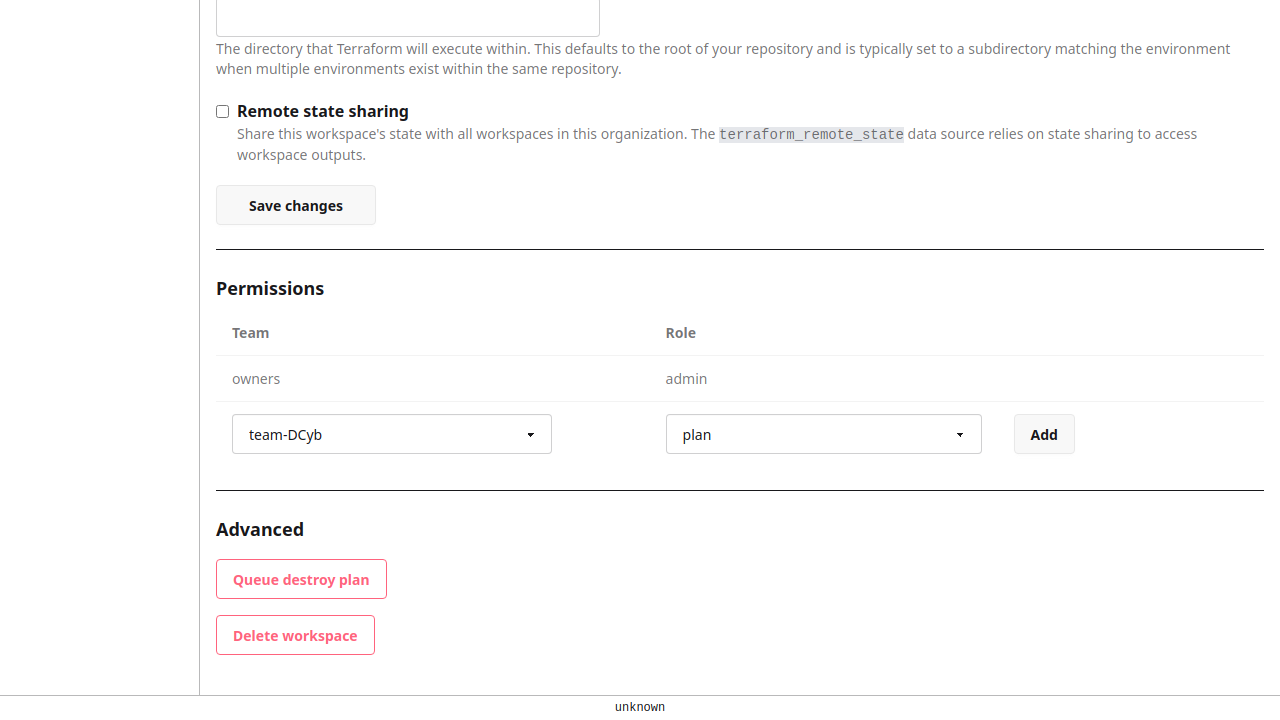 The directory that Terraform will execute within. This defaults to the root of your repository and is typically set to a subdirectory matching the environment
when multiple environments exist within the same repository.
Remote state sharing
Share this workspace's state with all workspaces in this organization. The terraform_remote_state data source relies on state sharing to access
workspace outputs.
Save changes
Permissions
Team Role
owners admin
team-DCyb plan Add
Advanced
Queue destroy plan
Delete workspace
unknown